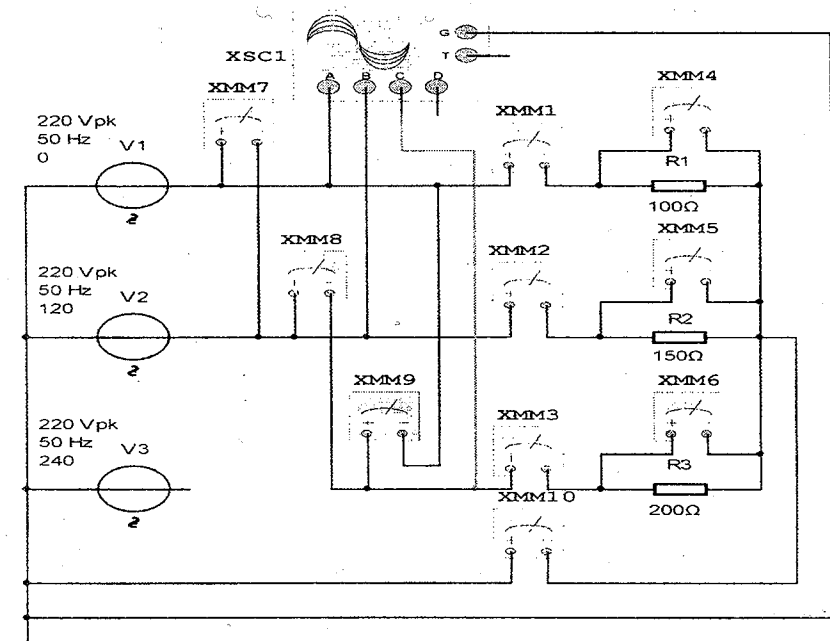 G
XSC1
T
A B C D
XMM7
XMM4
220 Vpk
50 Hz
0
V1
XMM1
R1
100Ω
XMM8
XMM2
XMM5
220 Vpk
50 Hz
120
V2
R2
150Ω
XMM9
XMM6
220 Vpk
50 Hz
240
V3
XMM3
R3
XMM10
200Ω